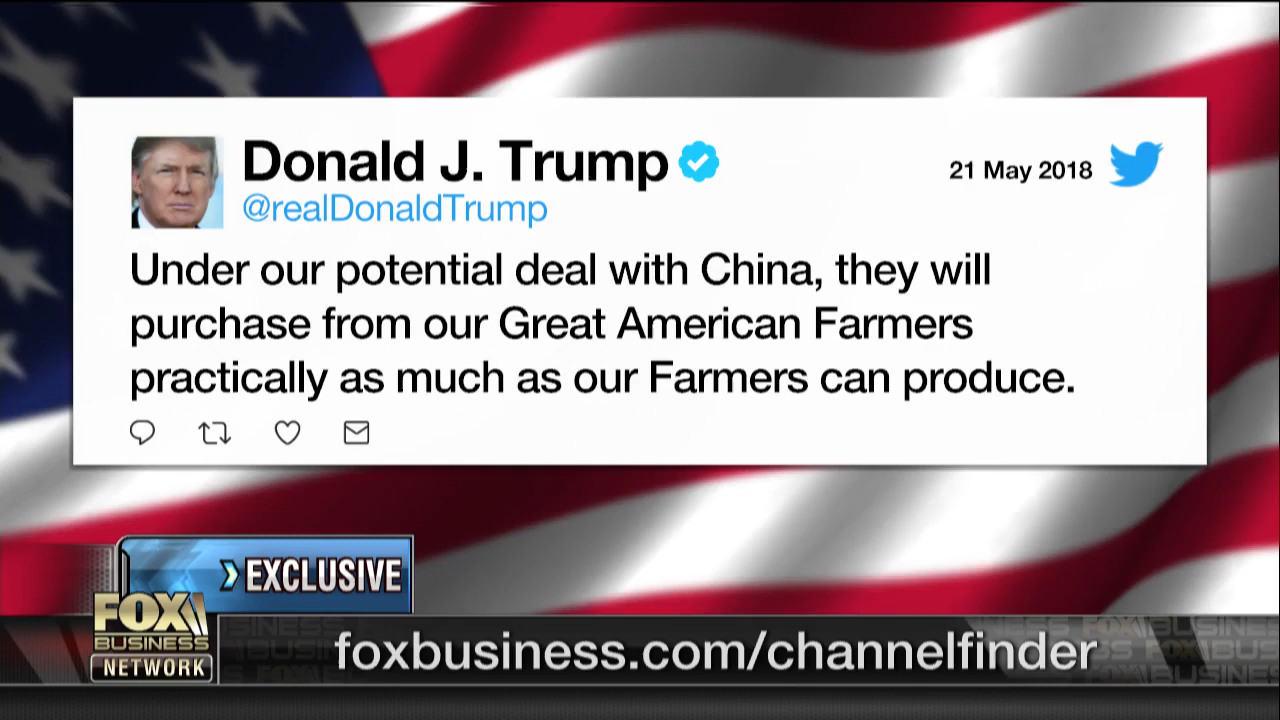 Donald J. Trump
@realDonaldTrump
21 May 2018
Under our potential deal with China, they will
purchase from our Great American Farmers
practically as much as our Farmers can produce.
EXCLUSIVE
FOX
BUSINESS
NETWORK
foxbusiness.com/channelfinder